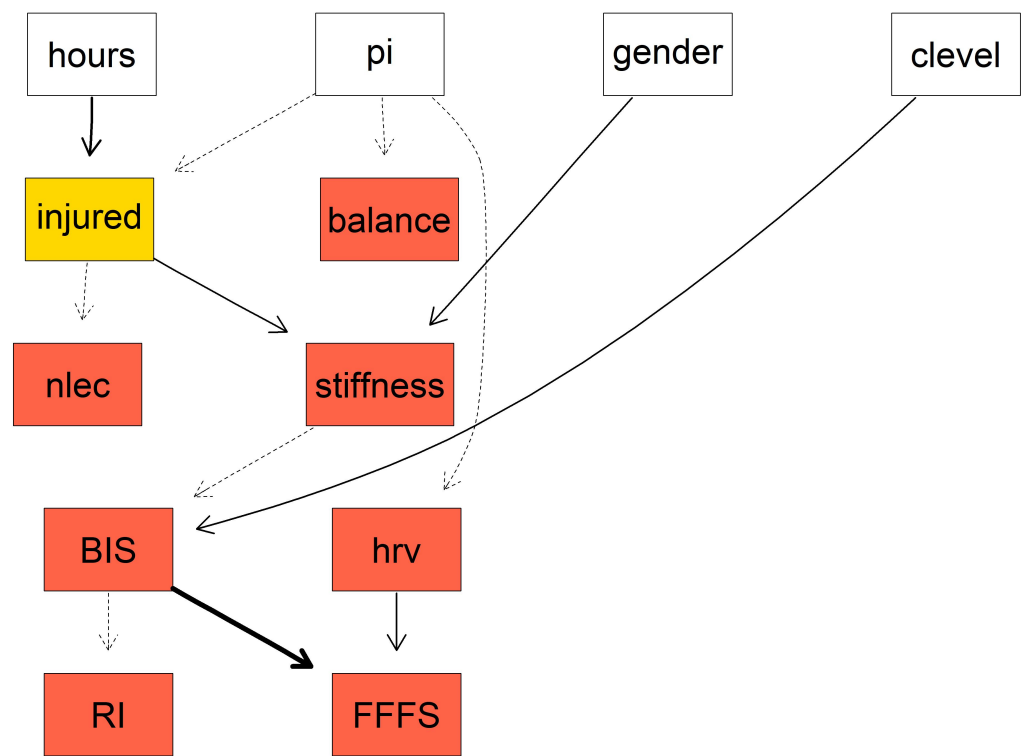 hours
pi
gender
clevel
injured
balance
nlec
stiffness
BIS
hrv
RI
FFFS